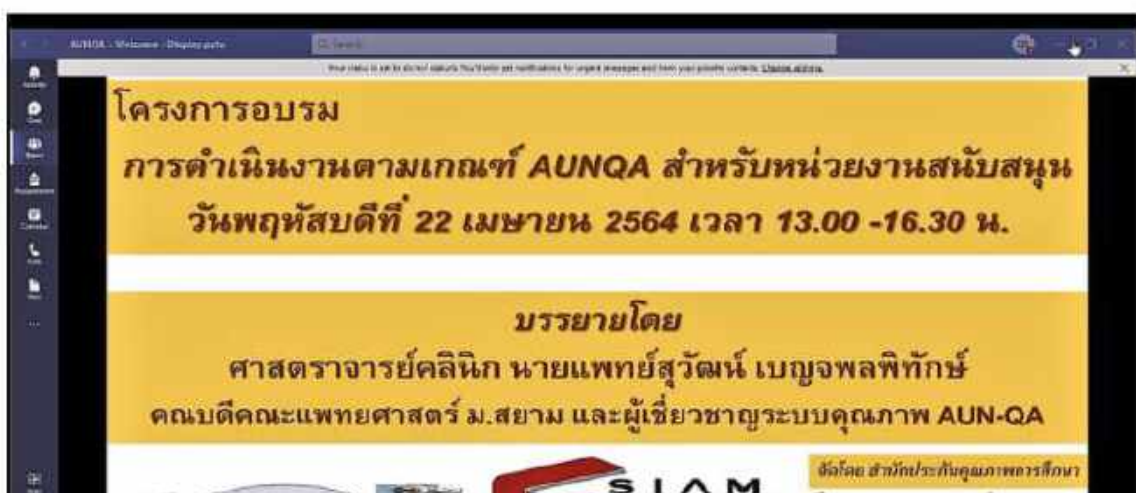 AUNQA - Welcome - Display.pptx
Search
Activity
Chat
Calendar
โครงการอบรม
การดำเนินงานตามเกณฑ์ AUNQA สำหรับหน่วยงานสนับสนุน
วันพฤหัสบดีที่ 22 เมษายน 2564 เวลา 13.00 -16.30 น.
บรรยายโดย
ศาสตราจารย์คลินิก นายแพทย์สุวัฒน์ เบญจพลพิทักษ์
คณบดีคณะแพทยศาสตร์ ม.สยาม และผู้เชี่ยวชาญระบบคุณภาพ AUN-QA
จัดโดย สำนักประกันคุณภาพการศึกษา
SIAM